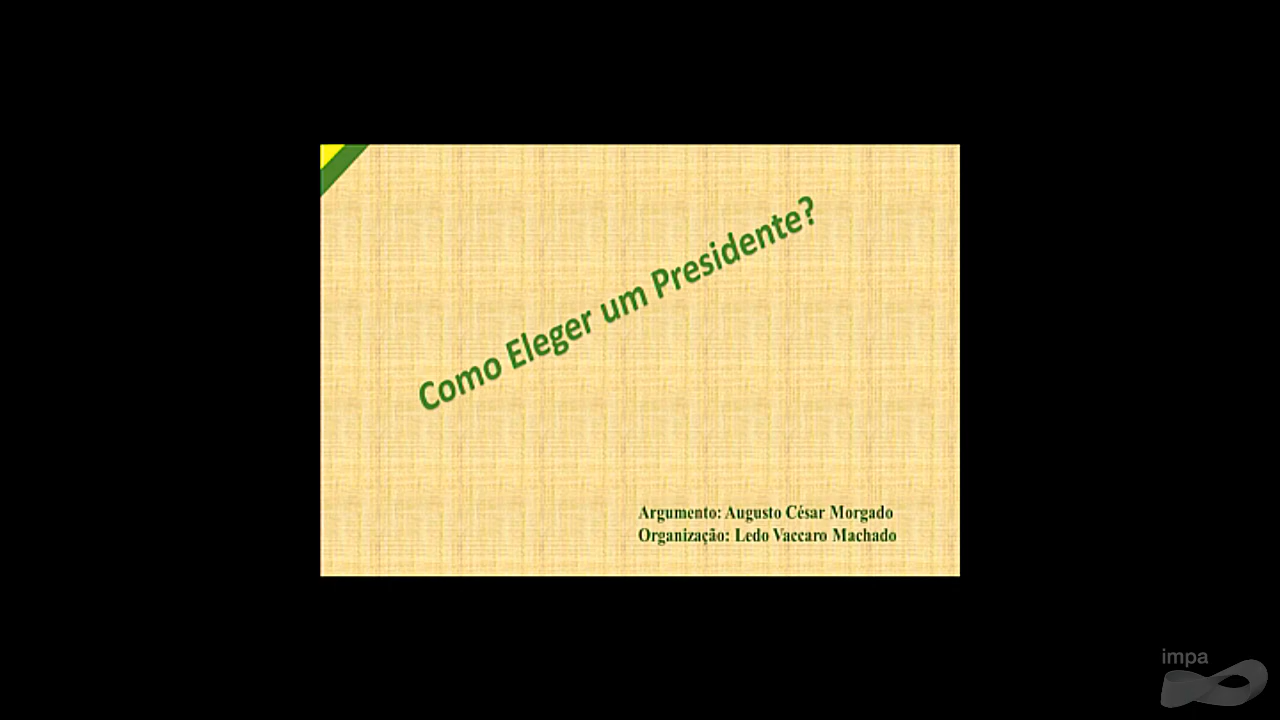 Como Eleger um Presidente?
Argumento: Augusto César Morgado
Organização: Ledo Vaccaro Machado
impa